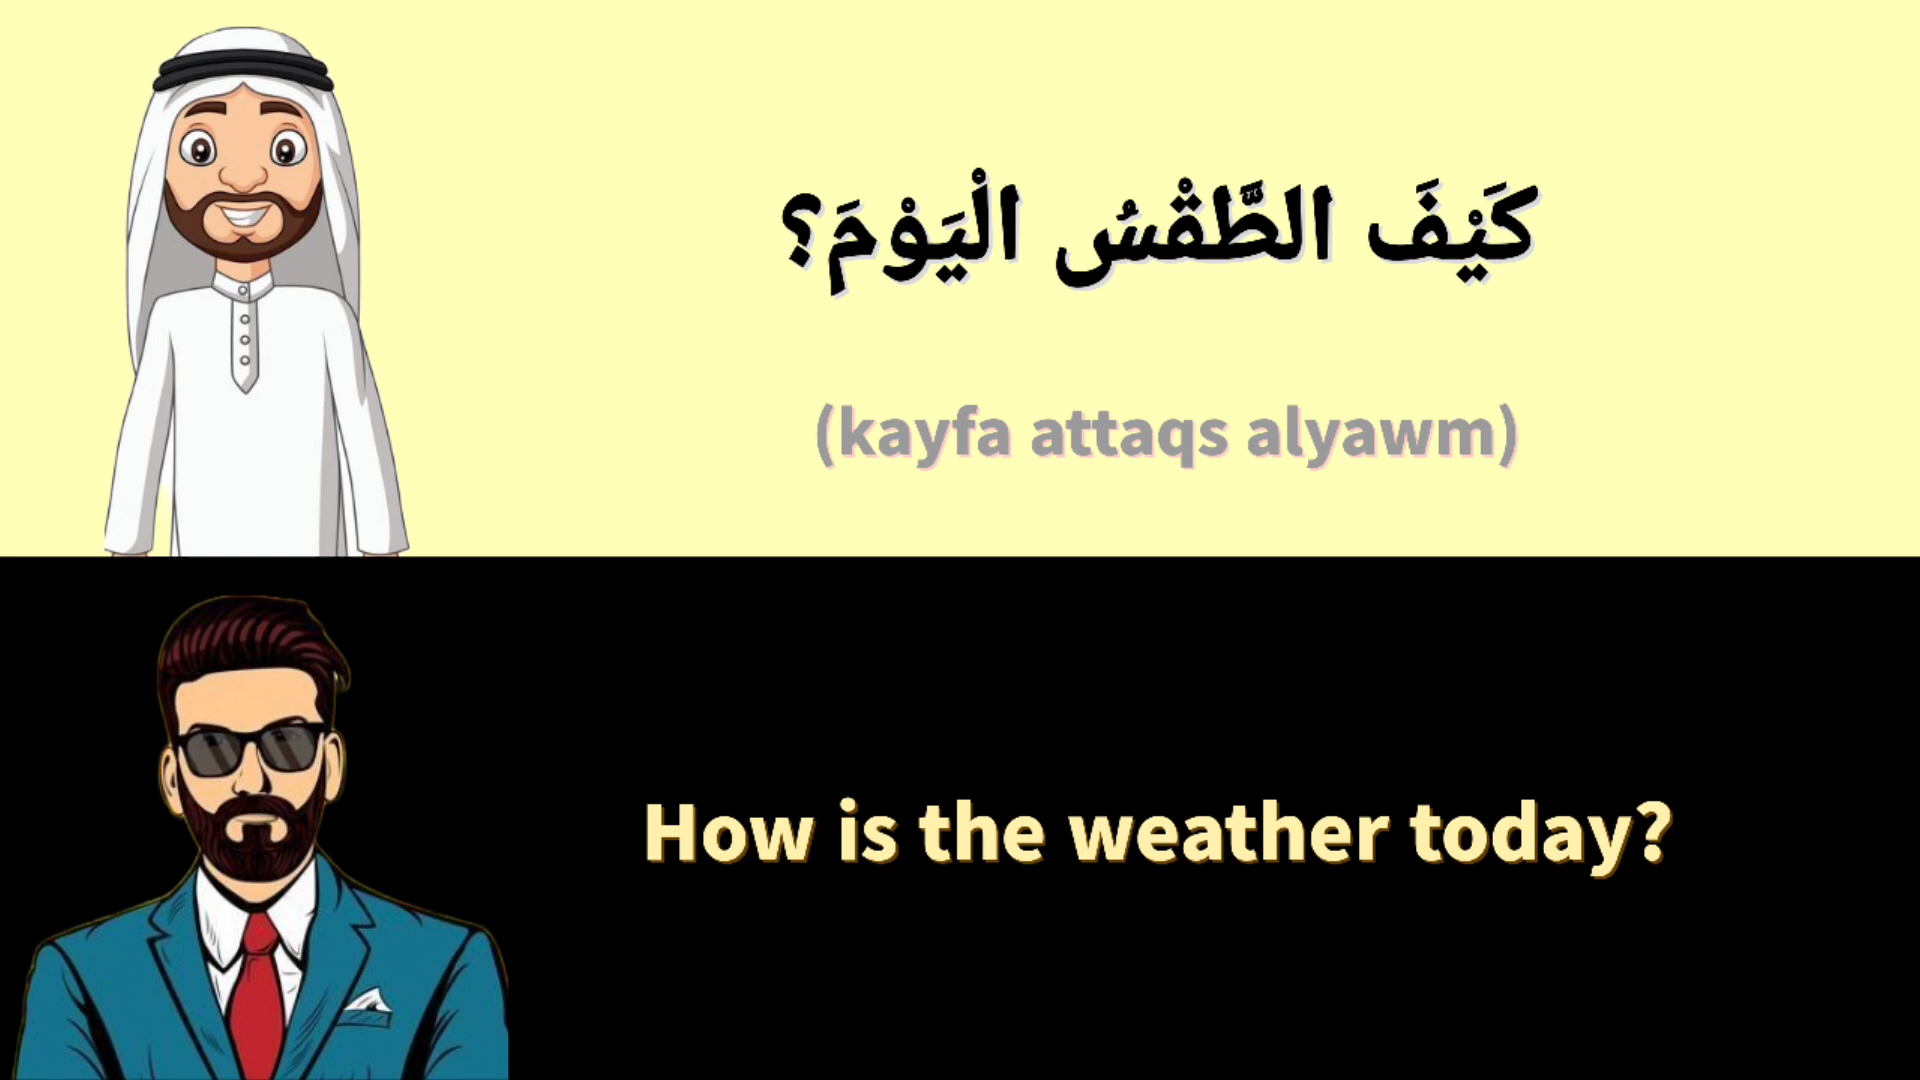 كَيْفَ الطَّقْسُ الْيَوْمَ؟
(kayfa attaqs alyawm)
How is the weather today?